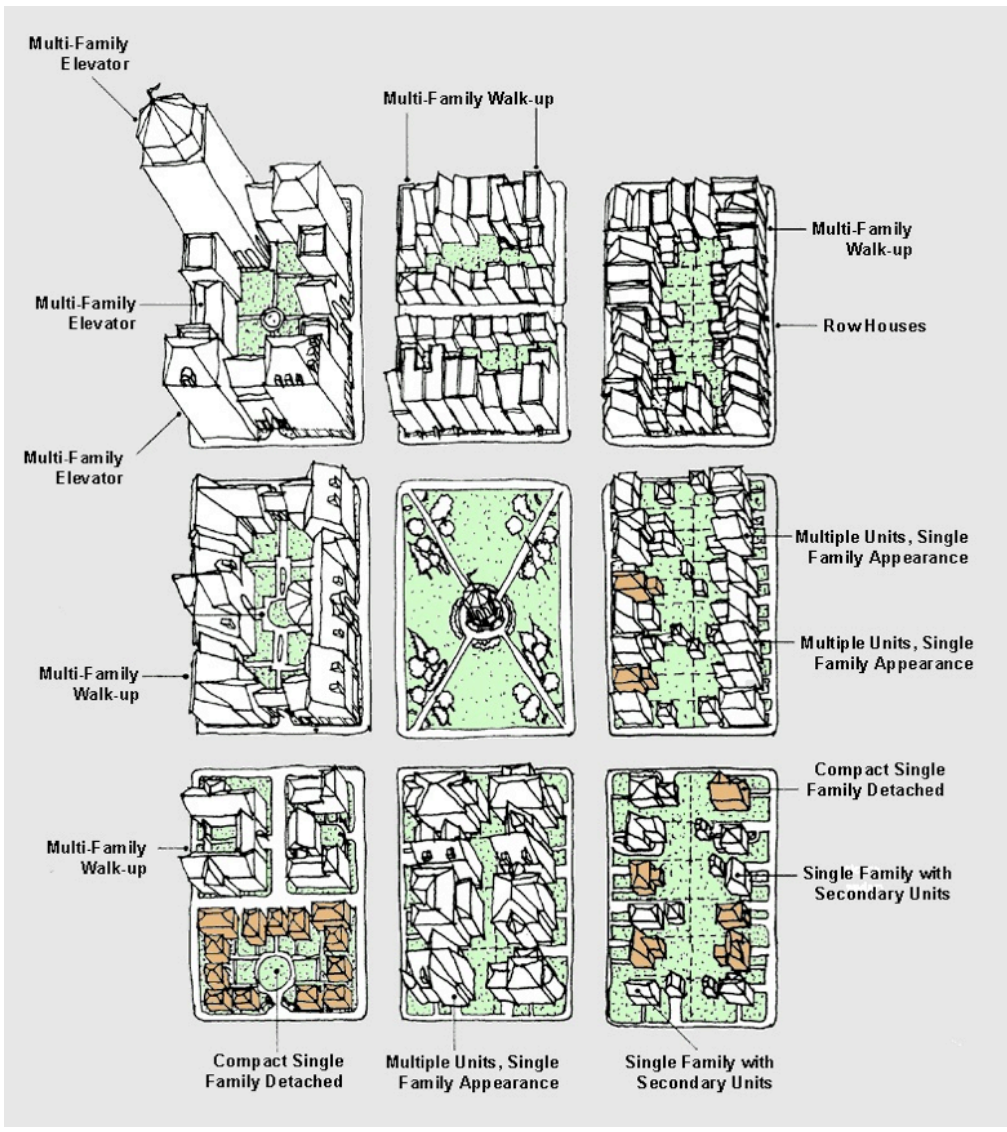 Multi-Family
Elevator
Multi-Family Walk-up
Multi-Family
Walk-up
Multi-Family
Elevator
Row Houses
Multi-Family
Elevator
Multiple Units, Single
Family Appearance
Multiple Units, Single
Family Appearance
Multi-Family
Walk-up
Compact Single
Family Detached
Multi-Family
Walk-up
Single Family with
Secondary Units
Compact Single
Family Detached
Multiple Units, Single
Family Appearance
Single Family with
Secondary Units